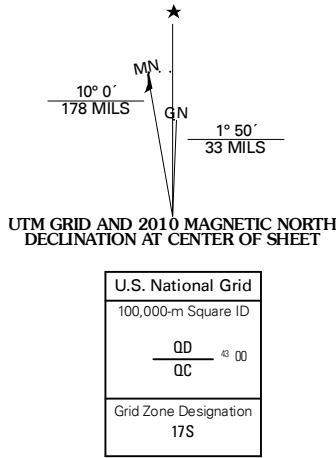 ★
MN
GN
10° 0´
178 MILS
1° 50´
33 MILS
UTM GRID AND 2010 MAGNETIC NORTH
DECLINATION AT CENTER OF SHEET
U.S. National Grid
100,000-m Square ID
QD
QC
43 00
Grid Zone Designation
17S